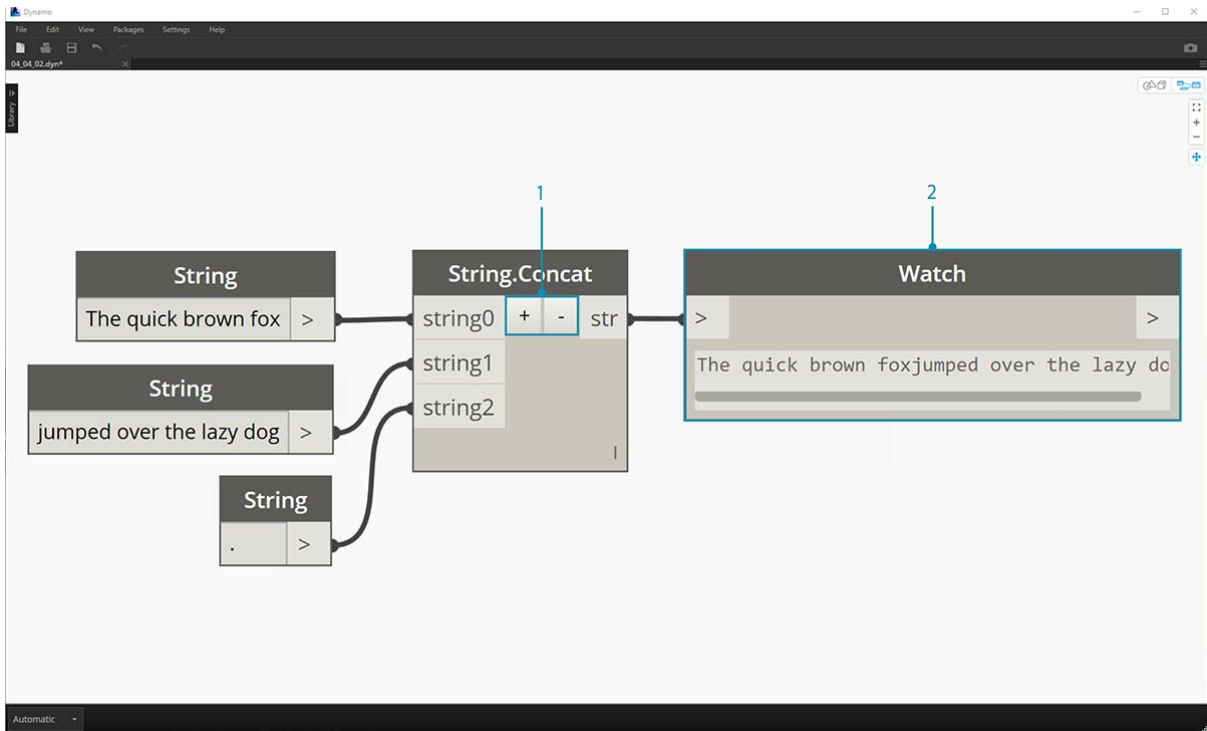 Dynamo
File Edit View Packages Settings Help
04_04_02.dyn*
Library
1
2
String
The quick brown fox >
String
jumped over the lazy dog >
String
. >
String.Concat
string0 + - str
string1
string2
l
Watch
> >
The quick brown foxjumped over the lazy do
Automatic